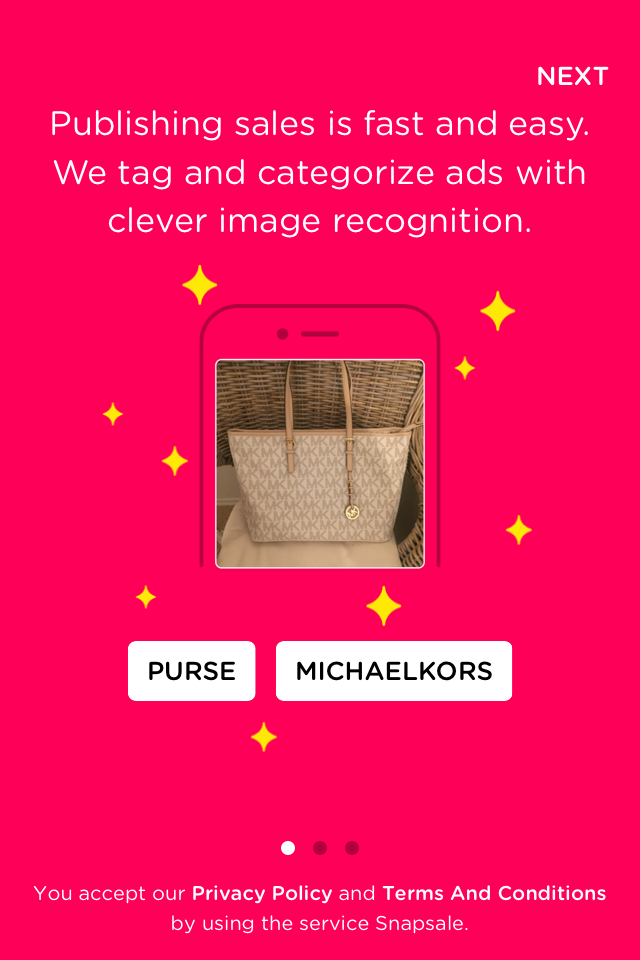 NEXT
Publishing sales is fast and easy.
We tag and categorize ads with
clever image recognition.
PURSE MICHAELKORS
You accept our Privacy Policy and Terms And Conditions
by using the service Snapsale.